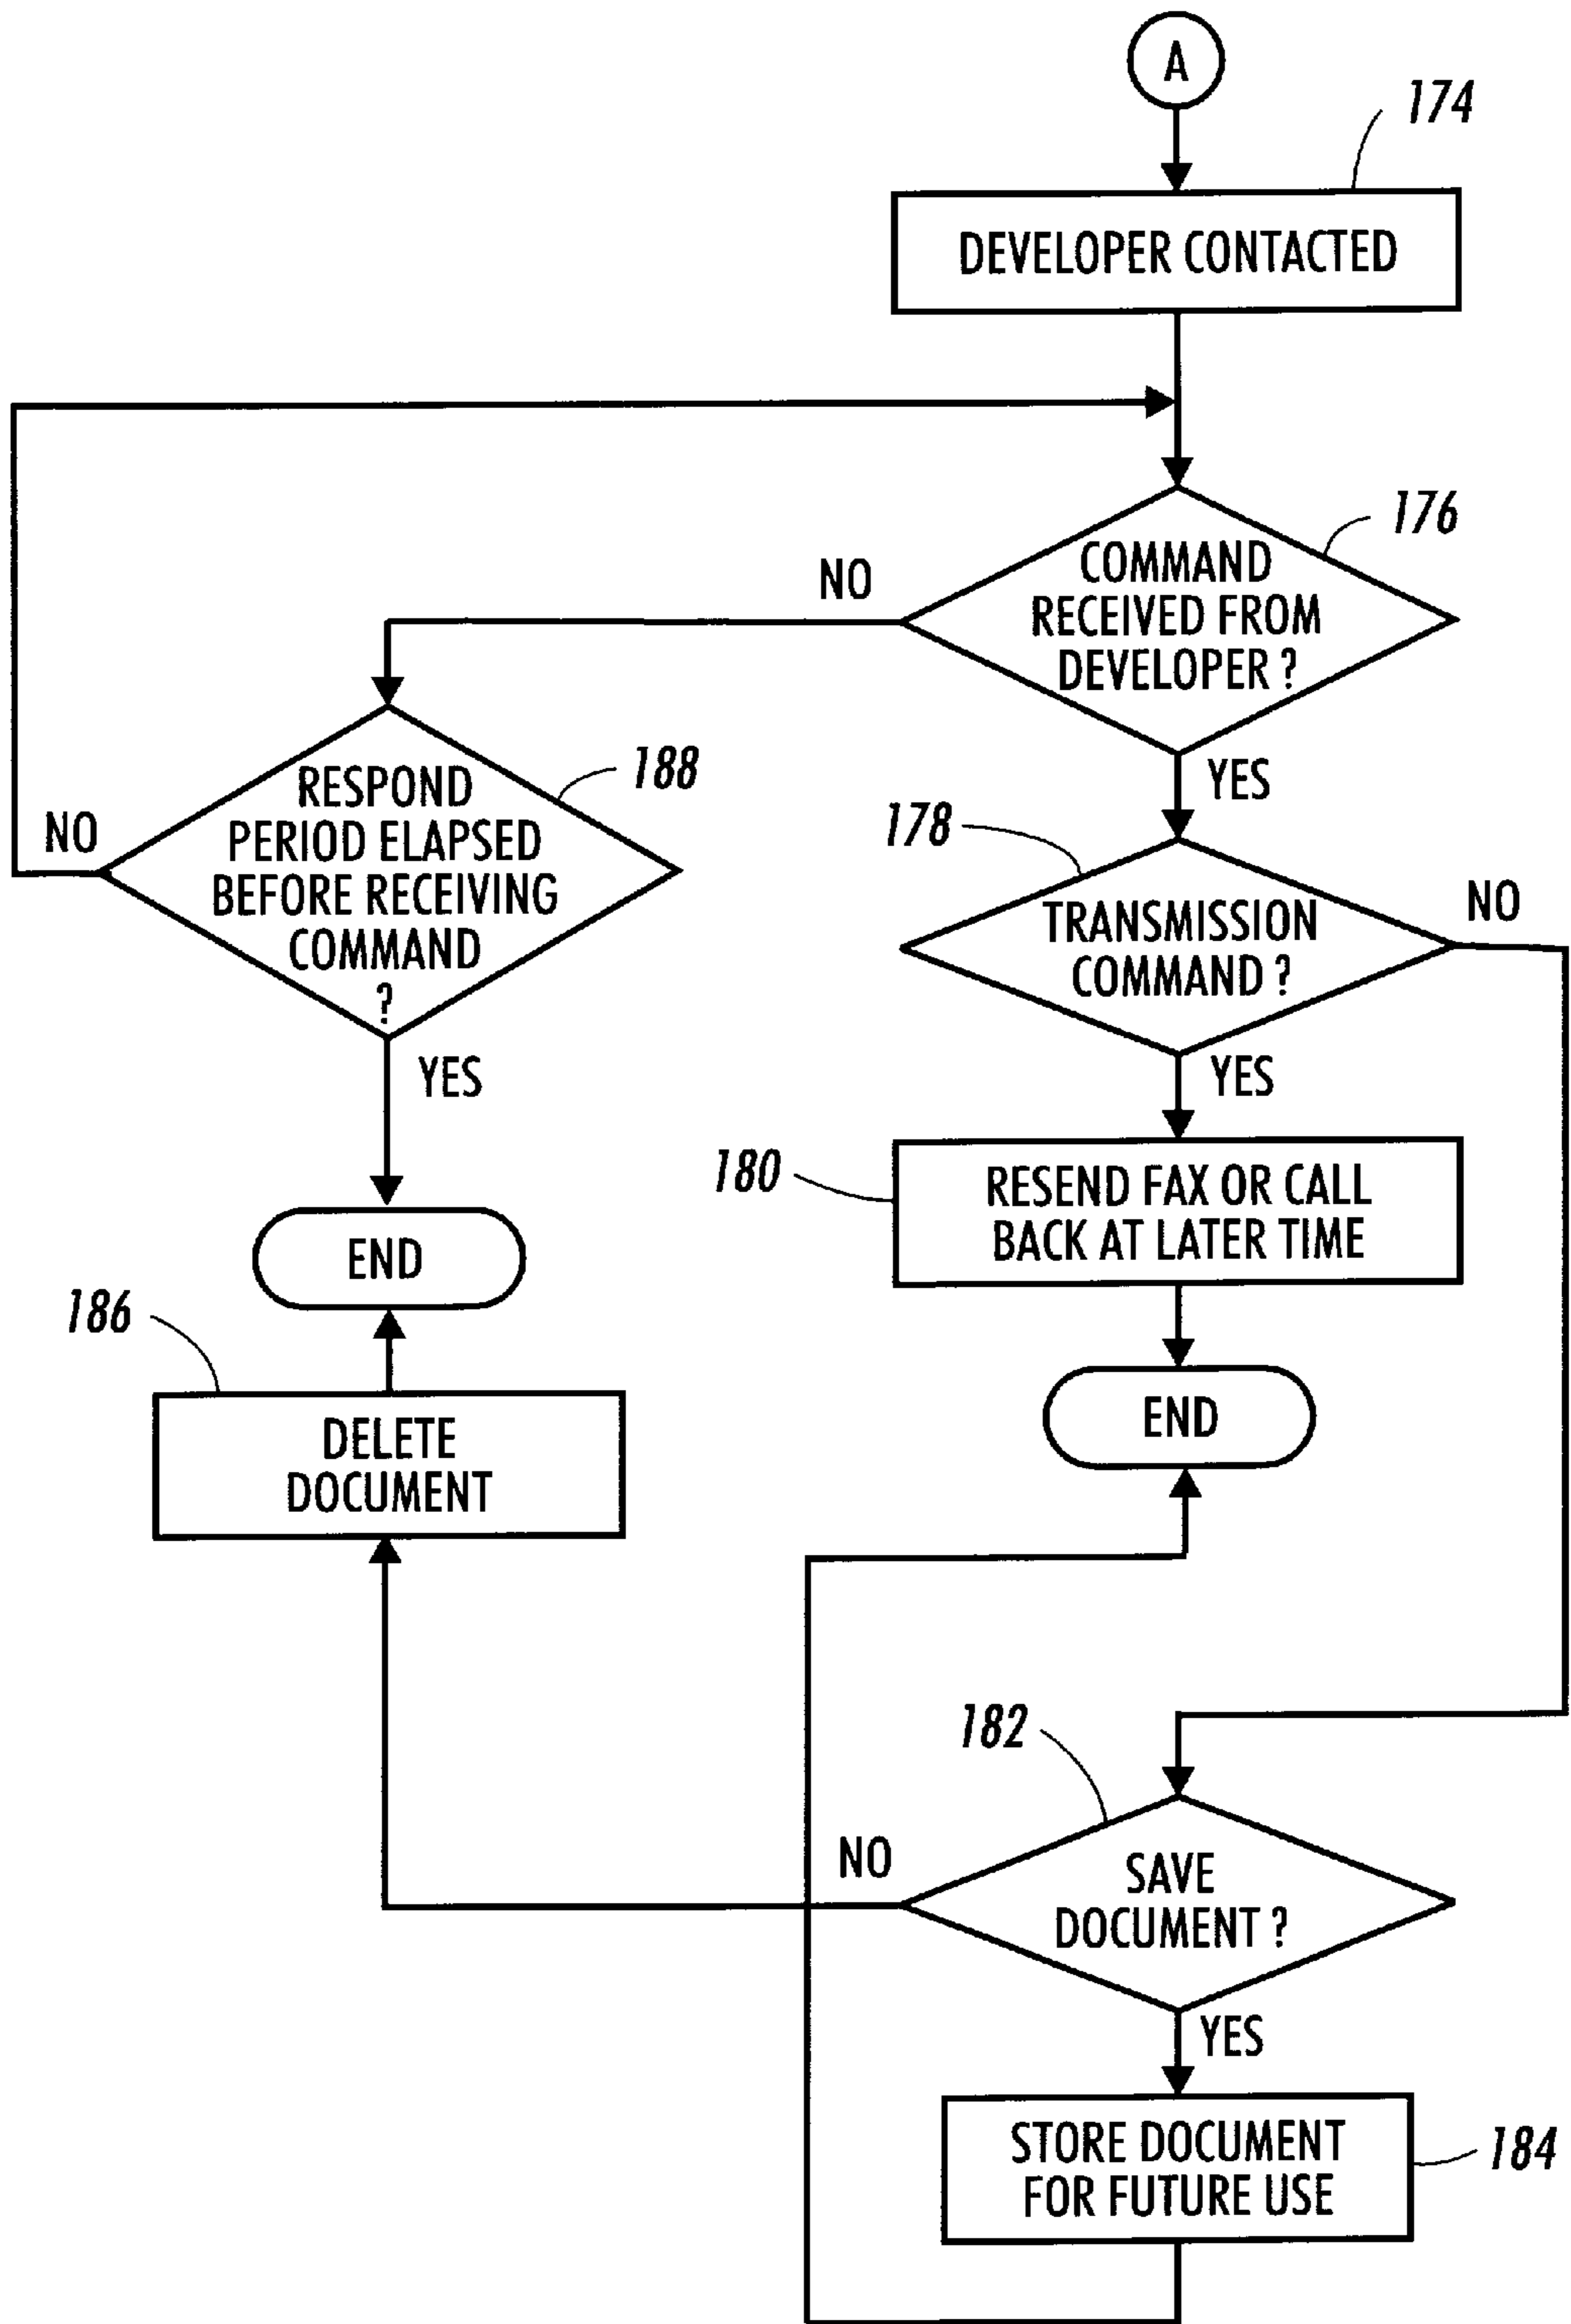 A
174
DEVELOPER CONTACTED
176
COMMAND
RECEIVED FROM
DEVELOPER ?
NO
YES
188
RESPOND
PERIOD ELAPSED
BEFORE RECEIVING
COMMAND
?
NO
YES
178
TRANSMISSION
COMMAND ?
NO
YES
180
RESEND FAX OR CALL
BACK AT LATER TIME
END
END
186
DELETE
DOCUMENT
182
SAVE
DOCUMENT ?
NO
YES
STORE DOCUMENT
FOR FUTURE USE
184